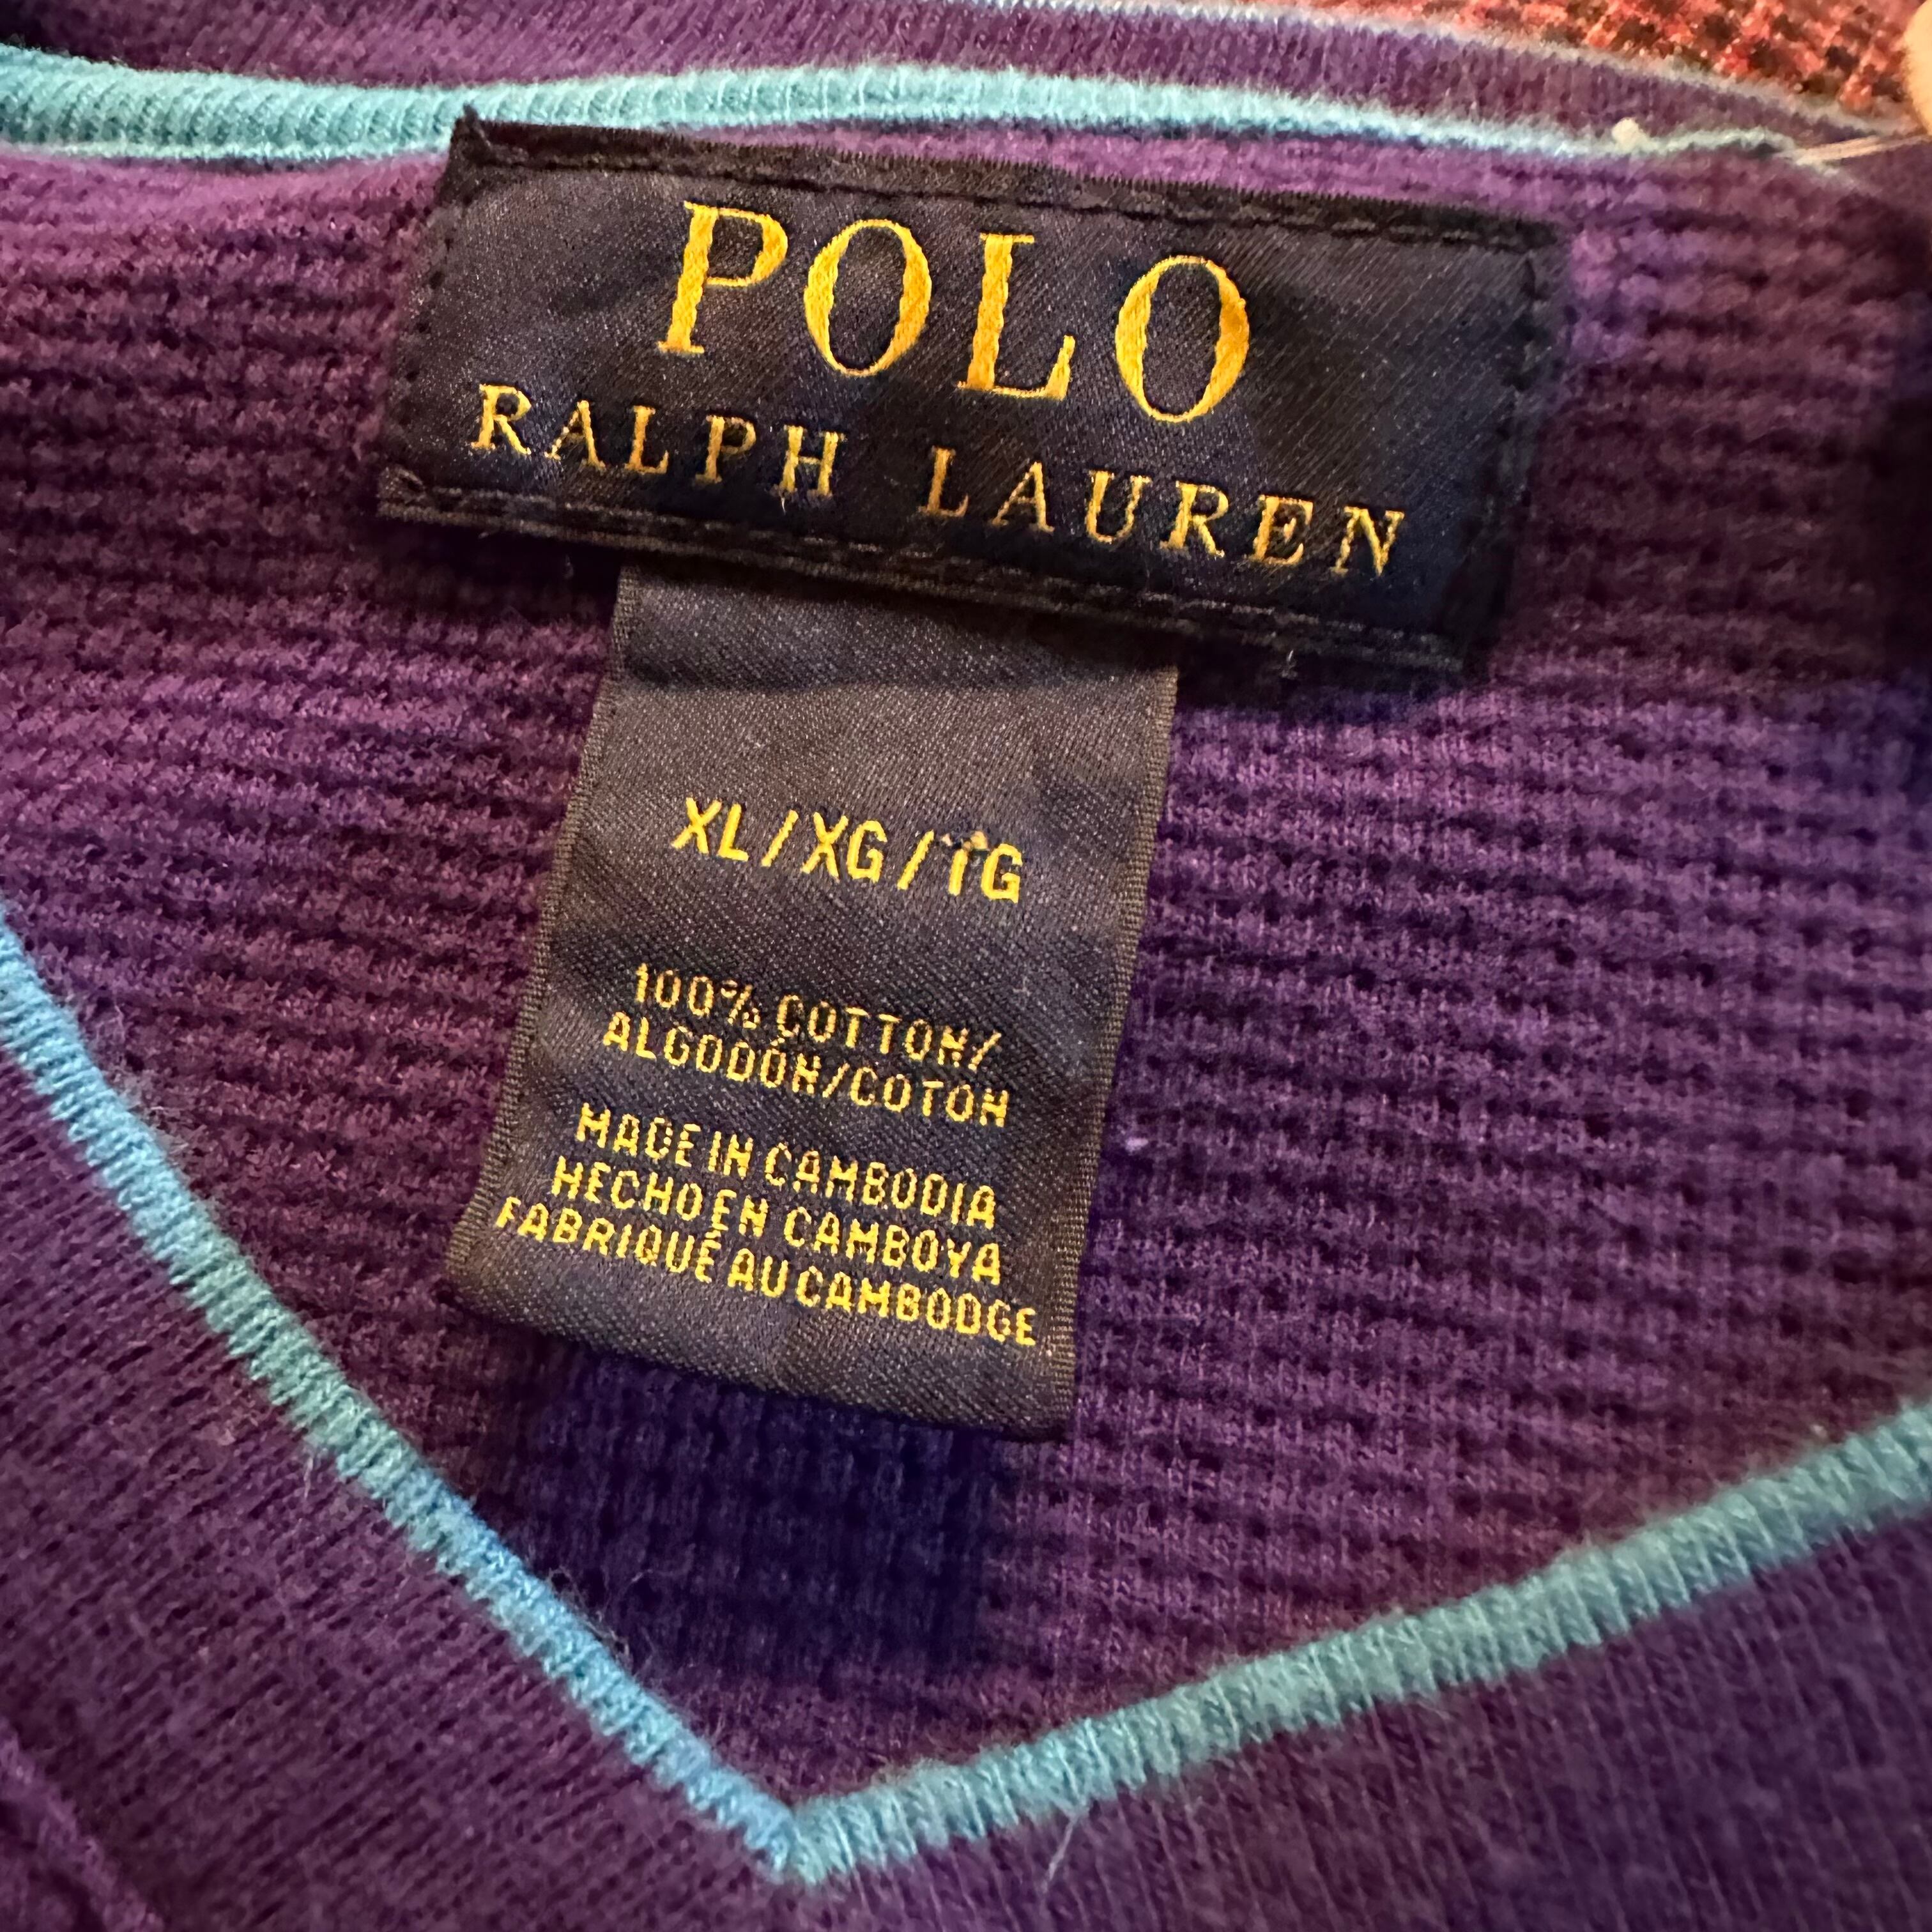 POLO
RALPH LAUREN
XL/XG/TG
100% COTTON/
ALGODÓN/COTON
MADE IN CAMBODIA
HECHO EN CAMBOYA
FABRIQUÉ AU CAMBODGE